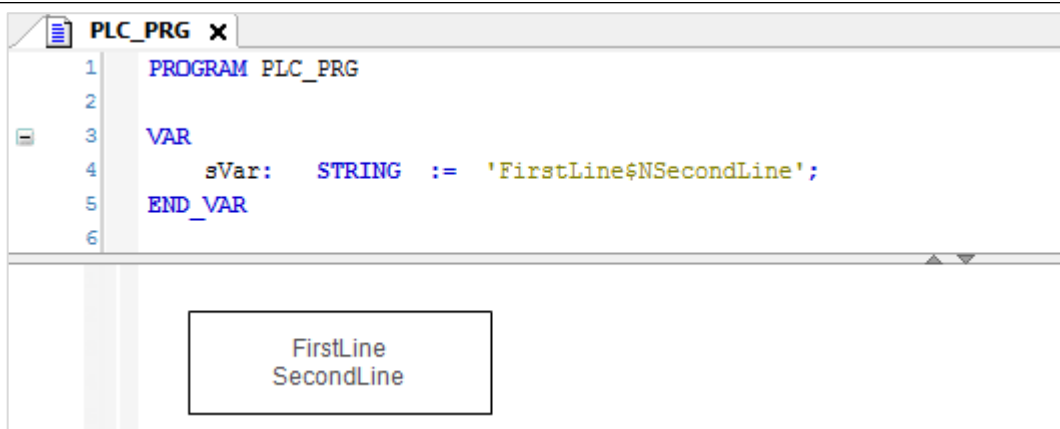 PLC_PRG X
1 PROGRAM PLC_PRG
2
3 VAR
4 sVar: STRING := 'FirstLine$NSecondLine';
5 END_VAR
6
FirstLine
SecondLine